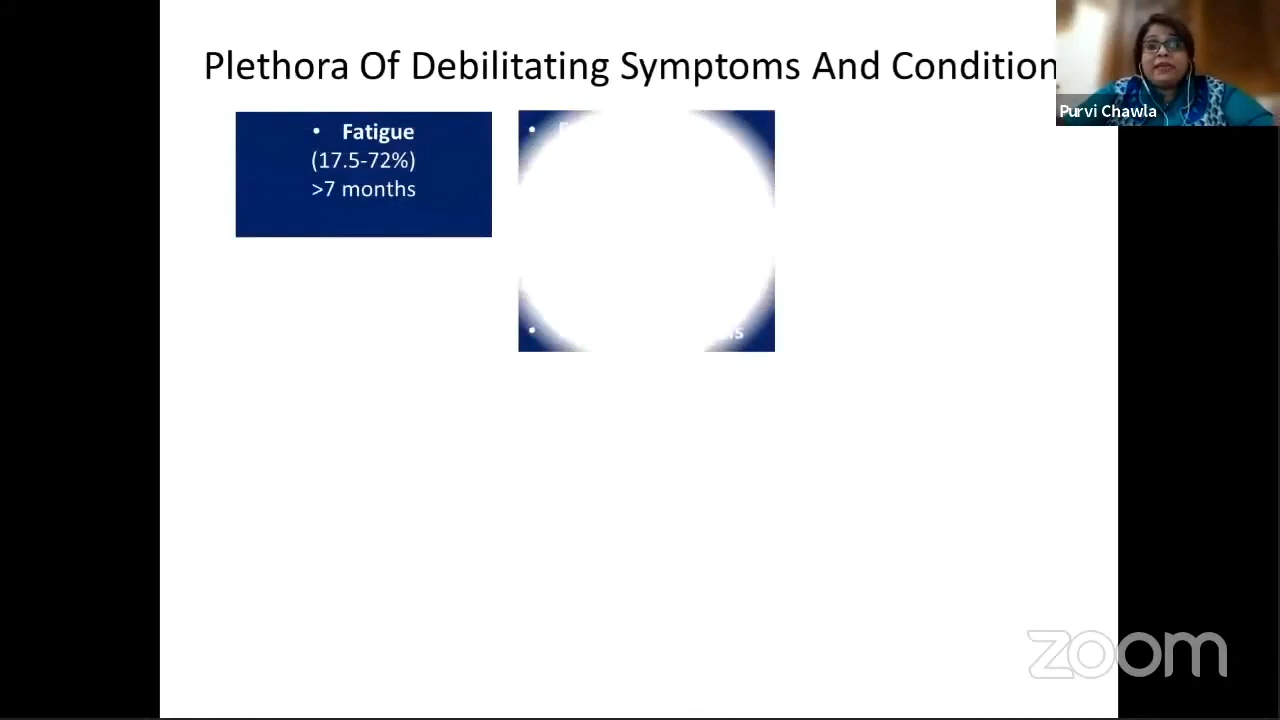 Plethora Of Debilitating Symptoms And Condition
Purvi Chawla
• Fatigue
(17.5-72%)
>7 months
zoom